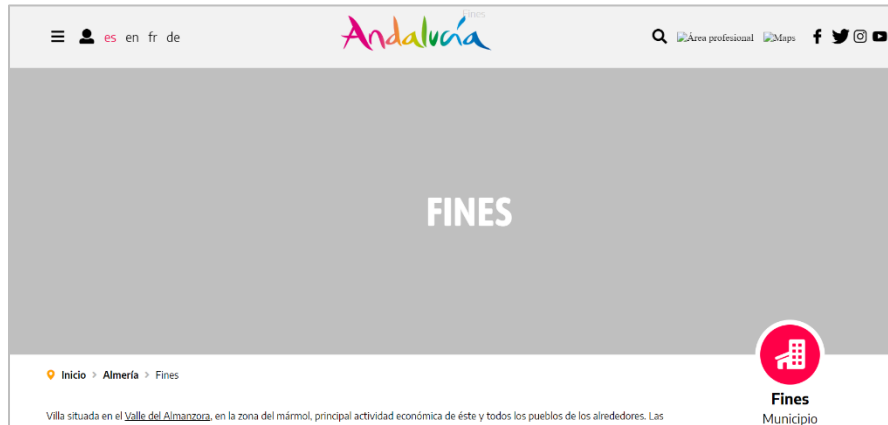 es en fr de
Fines
Andalucía
Área profesional Maps
FINES
Inicio > Almería > Fines
Villa situada en el Valle del Almanzora, en la zona del mármol, principal actividad económica de éste y todos los pueblos de los alrededores. Las
Fines
Municipio